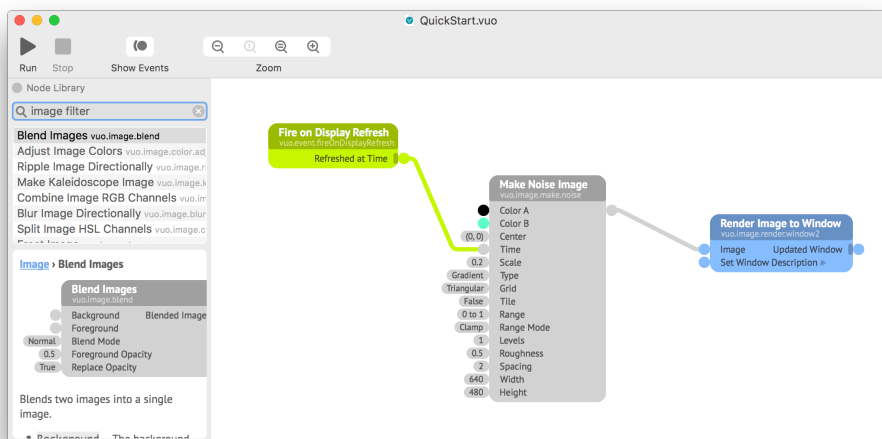 QuickStart.vuo
Run
Stop
Show Events
Zoom
Node Library
image filter
Blend Images vuo.image.blend
Adjust Image Colors vuo.image.color.ad
Ripple Image Directionally vuo.image.r
Make Kaleidoscope Image vuo.image.k
Combine Image RGB Channels vuo.im
Blur Image Directionally vuo.image.blur
Split Image HSL Channels vuo.image.c
Image › Blend Images
Blend Images
vuo.image.blend
Background Blended Image
Foreground
Normal Blend Mode
0.5 Foreground Opacity
True Replace Opacity
Blends two images into a single
image.
• Background – The background
Fire on Display Refresh
vuo.event.fireOnDisplayRefresh
Refreshed at Time
Make Noise Image
vuo.image.make.noise
Color A
Color B
(0, 0) Center
Time
0.2 Scale
Gradient Type
Triangular Grid
False Tile
0 to 1 Range
Clamp Range Mode
1 Levels
0.5 Roughness
2 Spacing
640 Width
480 Height
Render Image to Window
vuo.image.render.window2
Image Updated Window
Set Window Description